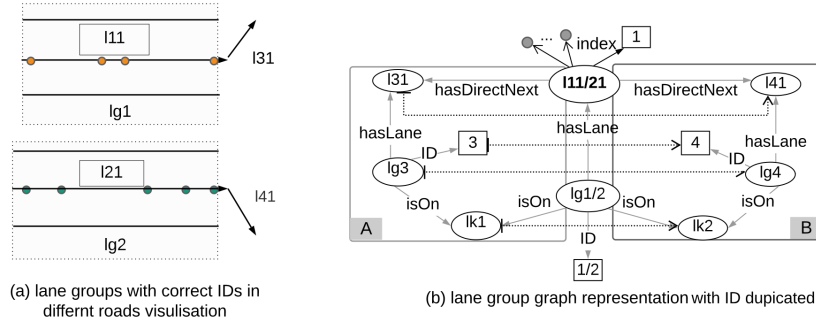 l11
l31
lg1
l21
l41
lg2
(a) lane groups with correct IDs in
differnt roads visulisation
...
index
1
l31
l11/21
l41
hasDirectNext
hasDirectNext
hasLane
hasLane
hasLane
3
4
ID
ID
lg3
lg4
lg1/2
isOn
isOn
isOn
isOn
lk1
lk2
A
B
ID
1/2
(b) lane group graph representation with ID dupicated